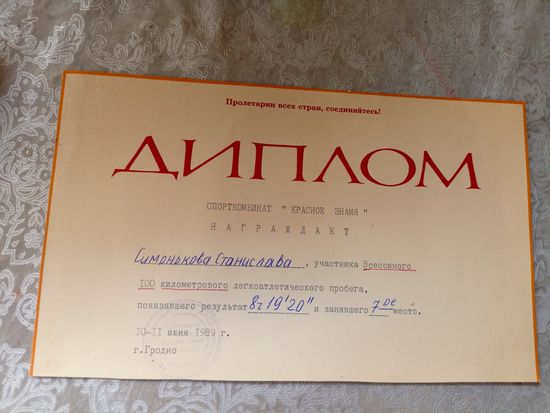 Пролетарии всех стран, соединяйтесь!
ДИПЛОМ
СПОРТКОМБИНАТ " КРАСНОЕ ЗНАМЯ "
НАГРАЖДАЕТ
Симонькова Станислава , участника Всесоюзного
100 километрового легкоатлетического пробега,
показавшего результат 8ч 19'20" и занявшего 7ое место.
10-11 июня 1989 г.
г.Гродно